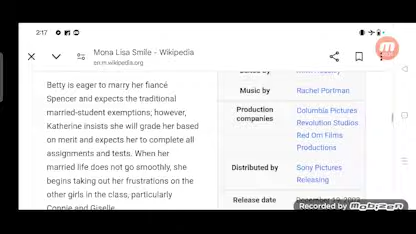 2:17
Mona Lisa Smile - Wikipedia
en.m.wikipedia.org
Betty is eager to marry her fiancé
Spencer and expects the traditional
married-student exemptions; however,
Katherine insists she will grade her based
on merit and expects her to complete all
assignments and tests. When her
married life does not go smoothly, she
begins taking out her frustrations on the
other girls in the class, particularly
Connie and Giselle.
Music by Rachel Portman
Production Columbia Pictures
companies Revolution Studios
Red Om Films
Productions
Distributed by Sony Pictures
Releasing
Release date December 19, 2003
Recorded by
MOBIZEN